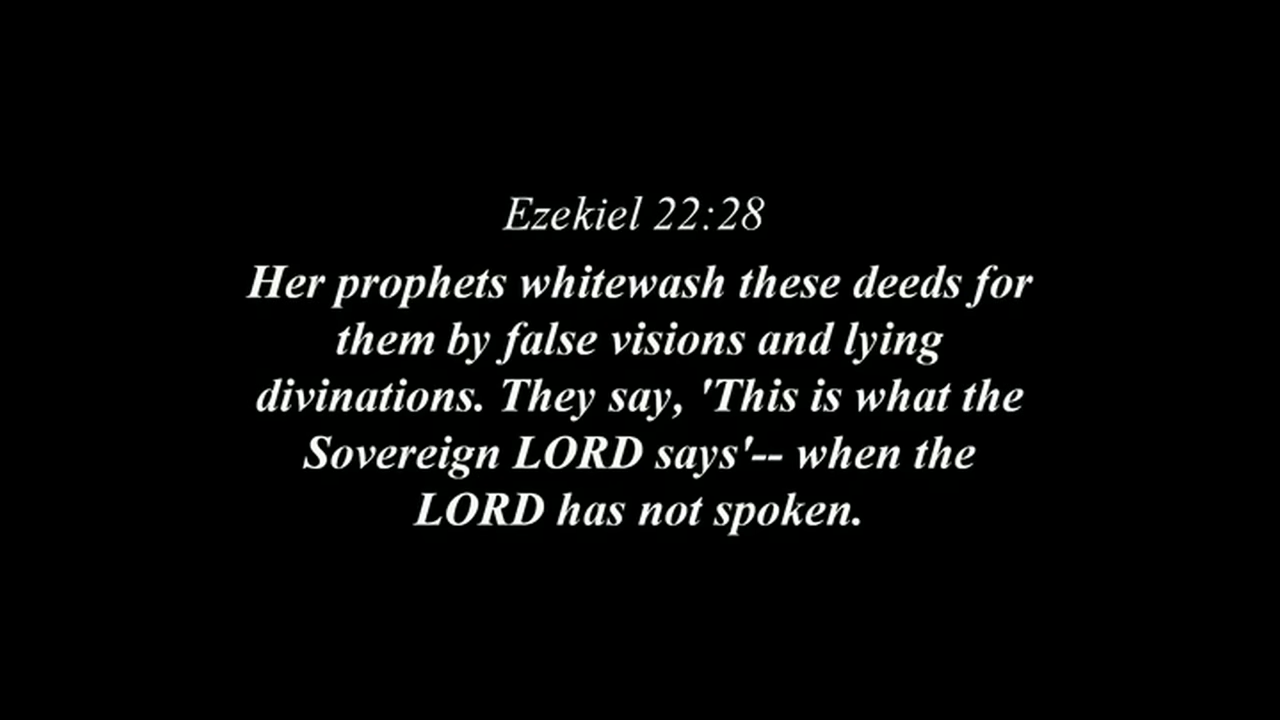 Ezekiel 22:28
Her prophets whitewash these deeds for
them by false visions and lying
divinations. They say, 'This is what the
Sovereign LORD says'-- when the
LORD has not spoken.